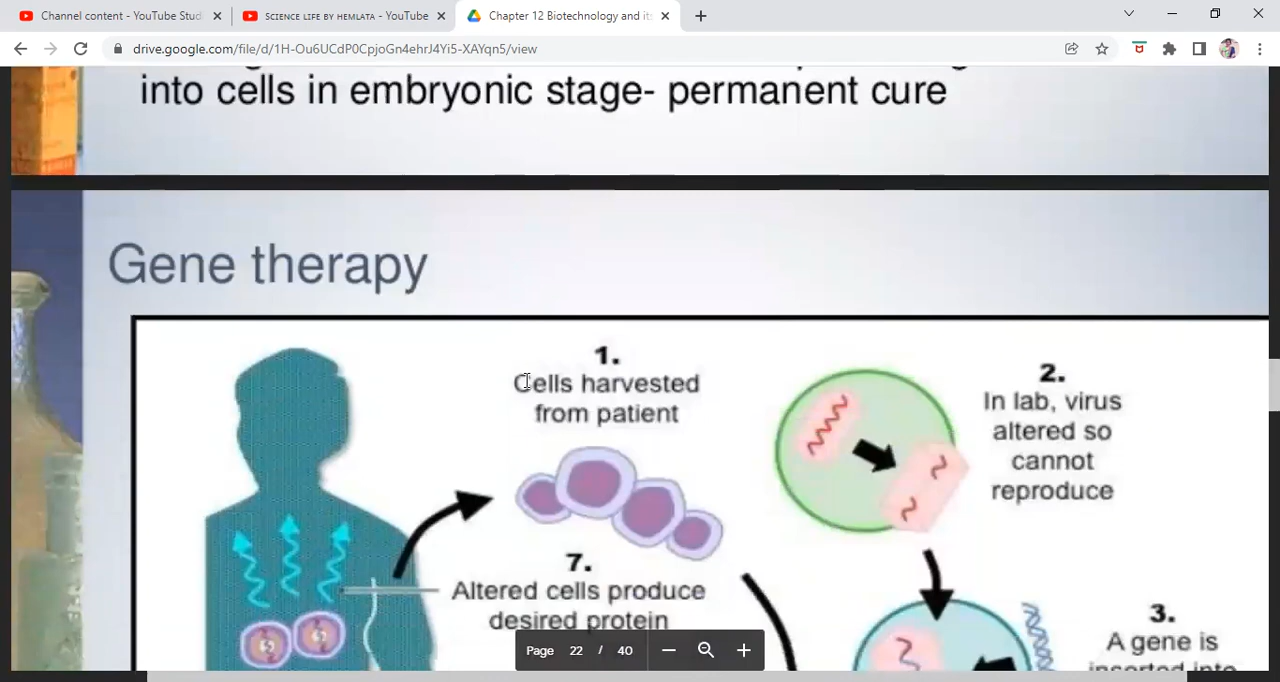 Channel content - YouTube Stud
SCIENCE LIFE BY HEMLATA - YouTube
Chapter 12 Biotechnology and its
drive.google.com/file/d/1H-Ou6UCdP0CpjoGn4ehrJ4Yi5-XAYqn5/view
into cells in embryonic stage- permanent cure
Gene therapy
1.
Cells harvested
from patient
2.
In lab, virus
altered so
cannot
reproduce
7.
Altered cells produce
desired protein
3.
A gene is
inserted into
Page 22 / 40